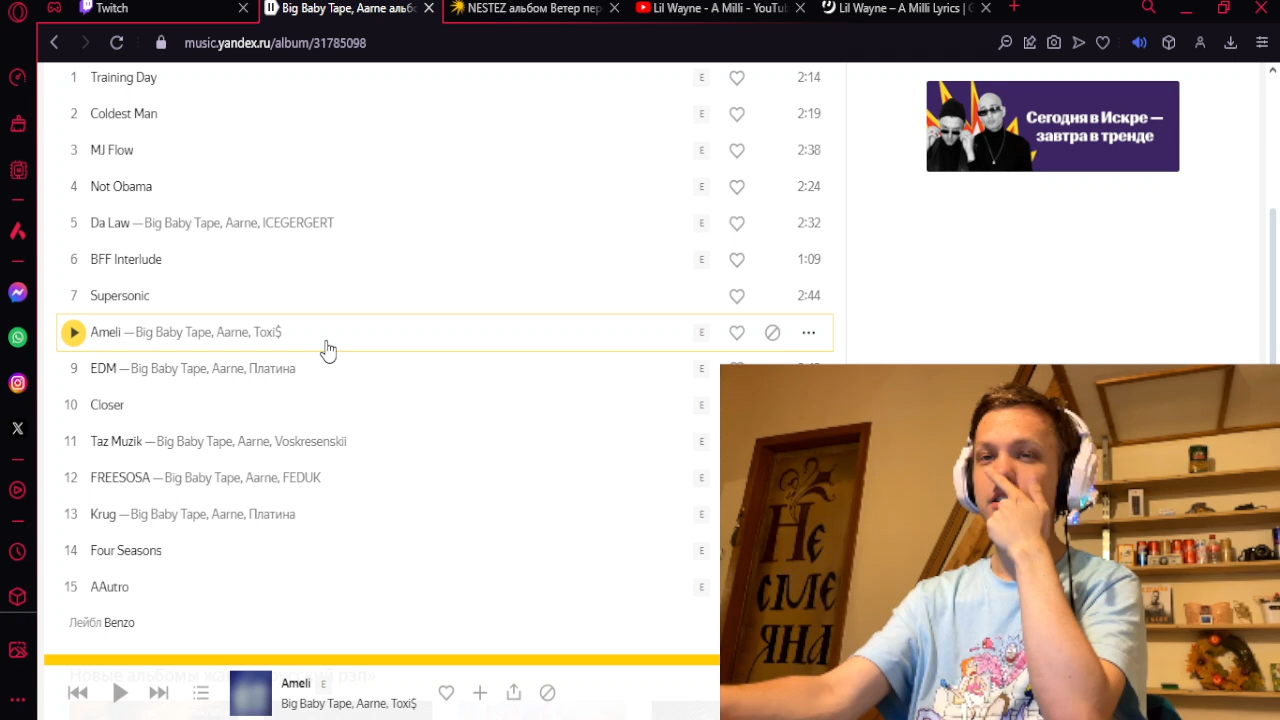 Twitch
Big Baby Tape, Aarne альбо
NESTEZ альбом Ветер пер
Lil Wayne - A Milli - YouTu
Lil Wayne – A Milli Lyrics | G
music.yandex.ru/album/31785098
1 Training Day E 2:14
2 Coldest Man E 2:19
3 MJ Flow E 2:38
4 Not Obama E 2:24
5 Da Law — Big Baby Tape, Aarne, ICEGERGERT E 2:32
6 BFF Interlude E 1:09
7 Supersonic 2:44
Ameli — Big Baby Tape, Aarne, Toxi$ E
9 EDM — Big Baby Tape, Aarne, Платина E
10 Closer E
11 Taz Muzik — Big Baby Tape, Aarne, Voskresenskii E
12 FREESOSA — Big Baby Tape, Aarne, FEDUK E
13 Krug — Big Baby Tape, Aarne, Платина E
14 Four Seasons E
15 AAutro E
Лейбл Benzo
Новые альбомы
Ameli E
Big Baby Tape, Aarne, Toxi$
Сегодня в Искре —
завтра в тренде
Не
СМЕ
ЯНА